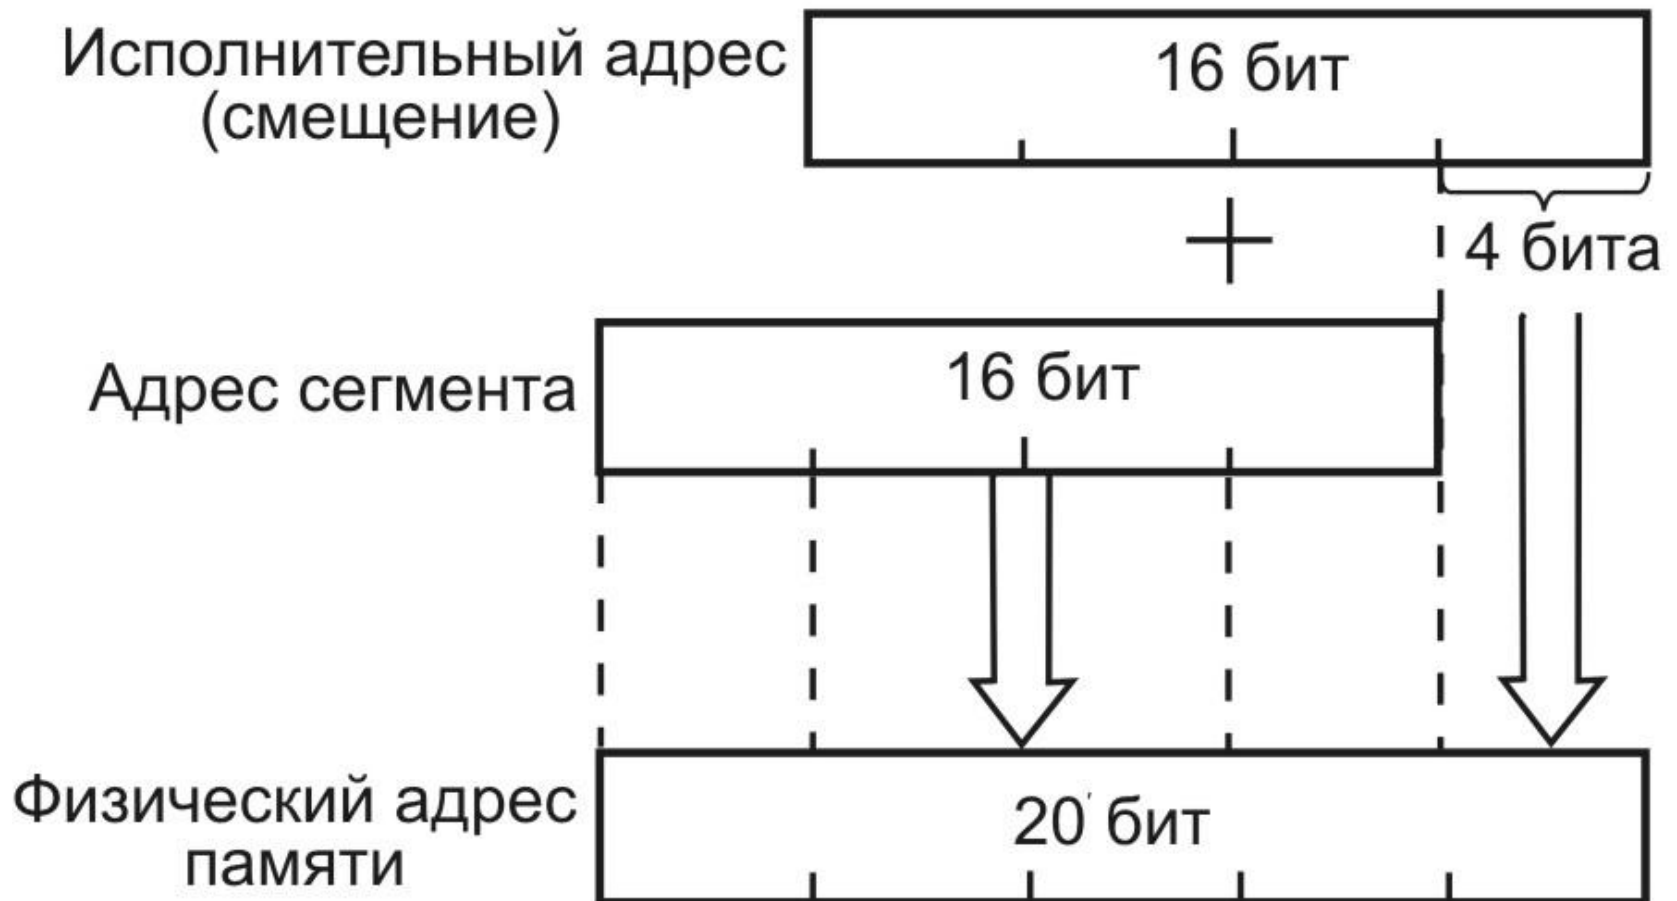 Исполнительный адрес
(смещение)
16 бит
4 бита
Адрес сегмента
16 бит
Физический адрес
памяти
20 бит